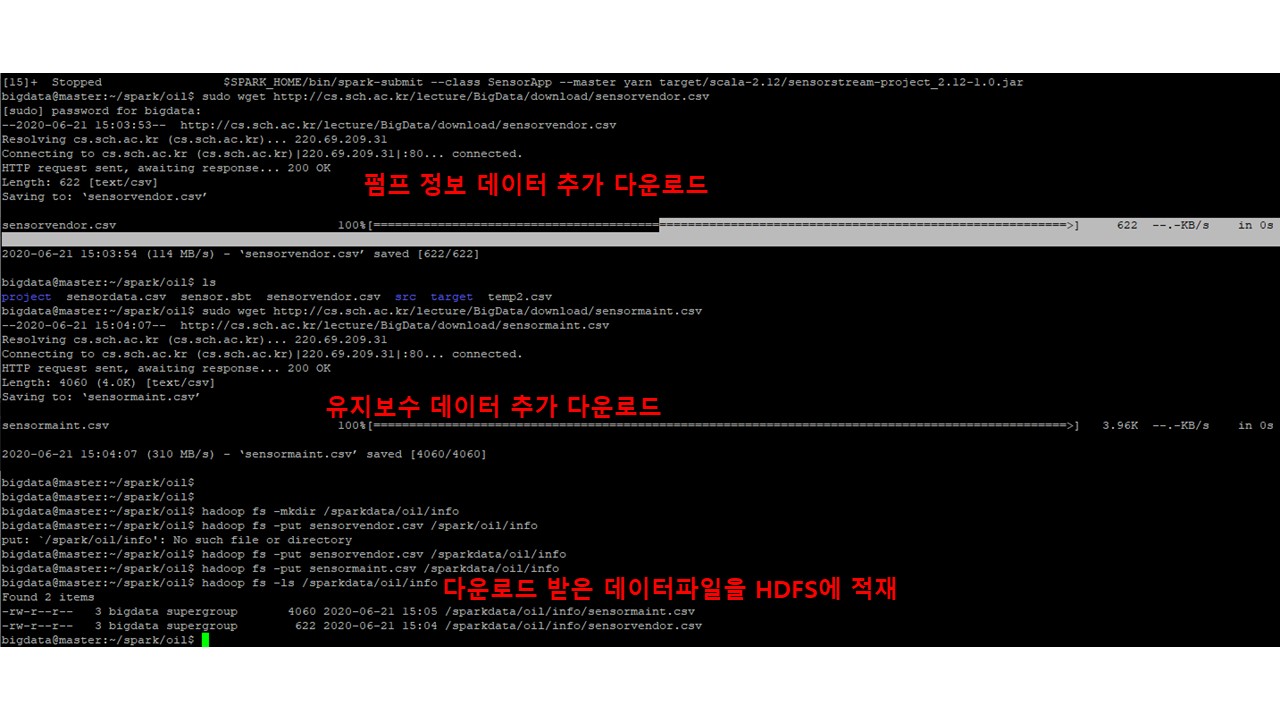 [15]+  Stopped                 $SPARK_HOME/bin/spark-submit --class SensorApp --master yarn target/scala-2.12/sensorstream-project_2.12-1.0.jar
bigdata@master:~/spark/oil$ sudo wget http://cs.sch.ac.kr/lecture/BigData/download/sensorvendor.csv
[sudo] password for bigdata:
--2020-06-21 15:03:53--  http://cs.sch.ac.kr/lecture/BigData/download/sensorvendor.csv
Resolving cs.sch.ac.kr (cs.sch.ac.kr)... 220.69.209.31
Connecting to cs.sch.ac.kr (cs.sch.ac.kr)|220.69.209.31|:80... connected.
HTTP request sent, awaiting response... 200 OK
Length: 622 [text/csv]
펌프 정보 데이터 추가 다운로드
Saving to: ‘sensorvendor.csv’
sensorvendor.csv                               100%[=================================================================================================>]     622  --.-KB/s    in 0s
2020-06-21 15:03:54 (114 MB/s) - ‘sensorvendor.csv’ saved [622/622]
bigdata@master:~/spark/oil$ ls
project  sensordata.csv  sensor.sbt  sensorvendor.csv  src  target  temp2.csv
bigdata@master:~/spark/oil$ sudo wget http://cs.sch.ac.kr/lecture/BigData/download/sensormaint.csv
--2020-06-21 15:04:07--  http://cs.sch.ac.kr/lecture/BigData/download/sensormaint.csv
Resolving cs.sch.ac.kr (cs.sch.ac.kr)... 220.69.209.31
Connecting to cs.sch.ac.kr (cs.sch.ac.kr)|220.69.209.31|:80... connected.
HTTP request sent, awaiting response... 200 OK
Length: 4060 (4.0K) [text/csv]
Saving to: ‘sensormaint.csv’
유지보수 데이터 추가 다운로드
sensormaint.csv                                100%[=================================================================================================>]   3.96K  --.-KB/s    in 0s
2020-06-21 15:04:07 (310 MB/s) - ‘sensormaint.csv’ saved [4060/4060]
bigdata@master:~/spark/oil$
bigdata@master:~/spark/oil$
bigdata@master:~/spark/oil$ hadoop fs -mkdir /sparkdata/oil/info
bigdata@master:~/spark/oil$ hadoop fs -put sensorvendor.csv /spark/oil/info
put: `/spark/oil/info': No such file or directory
bigdata@master:~/spark/oil$ hadoop fs -put sensorvendor.csv /sparkdata/oil/info
bigdata@master:~/spark/oil$ hadoop fs -put sensormaint.csv /sparkdata/oil/info
bigdata@master:~/spark/oil$ hadoop fs -ls /sparkdata/oil/info
다운로드 받은 데이터파일을 HDFS에 적재
Found 2 items
-rw-r--r--   3 bigdata supergroup       4060 2020-06-21 15:05 /sparkdata/oil/info/sensormaint.csv
-rw-r--r--   3 bigdata supergroup        622 2020-06-21 15:04 /sparkdata/oil/info/sensorvendor.csv
bigdata@master:~/spark/oil$